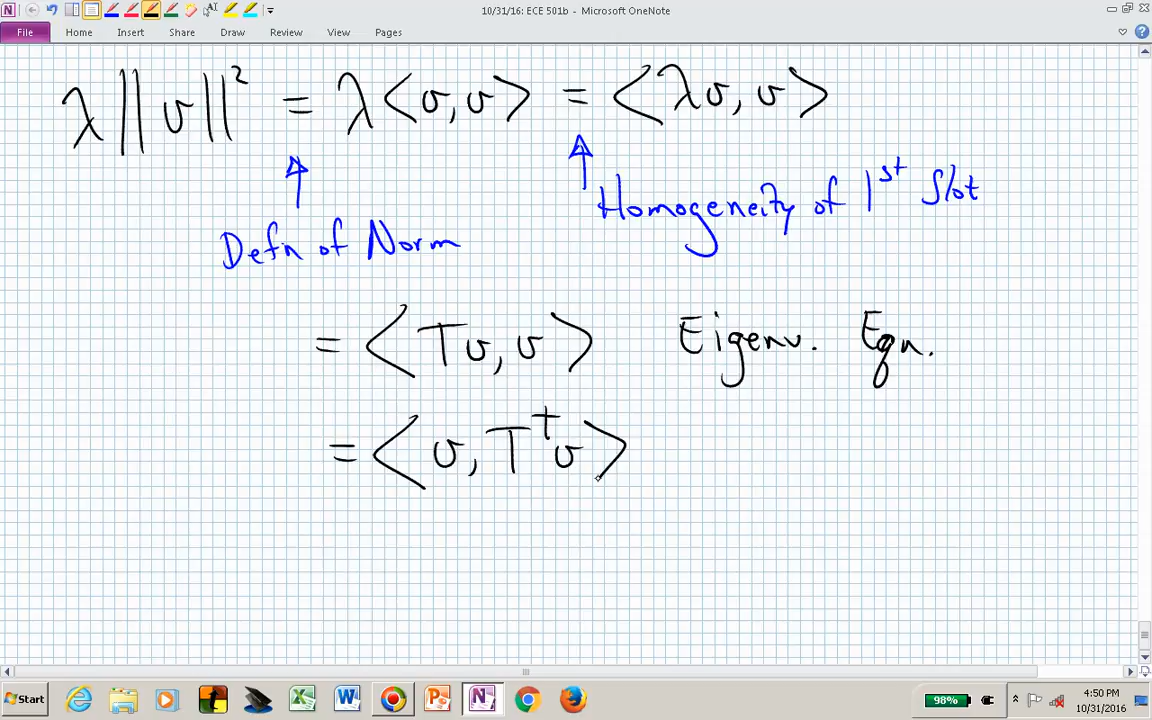 10/31/16: ECE 501b - Microsoft OneNote
File Home Insert Share Draw Review View Pages
λ||v||² = λ<v,v> = <λv, v>
Homogeneity of 1st Slot
Defn of Norm
= <Tv, v> Eigenv. Eqn.
= <v, T†v>
Start
98%
4:50 PM
10/31/2016